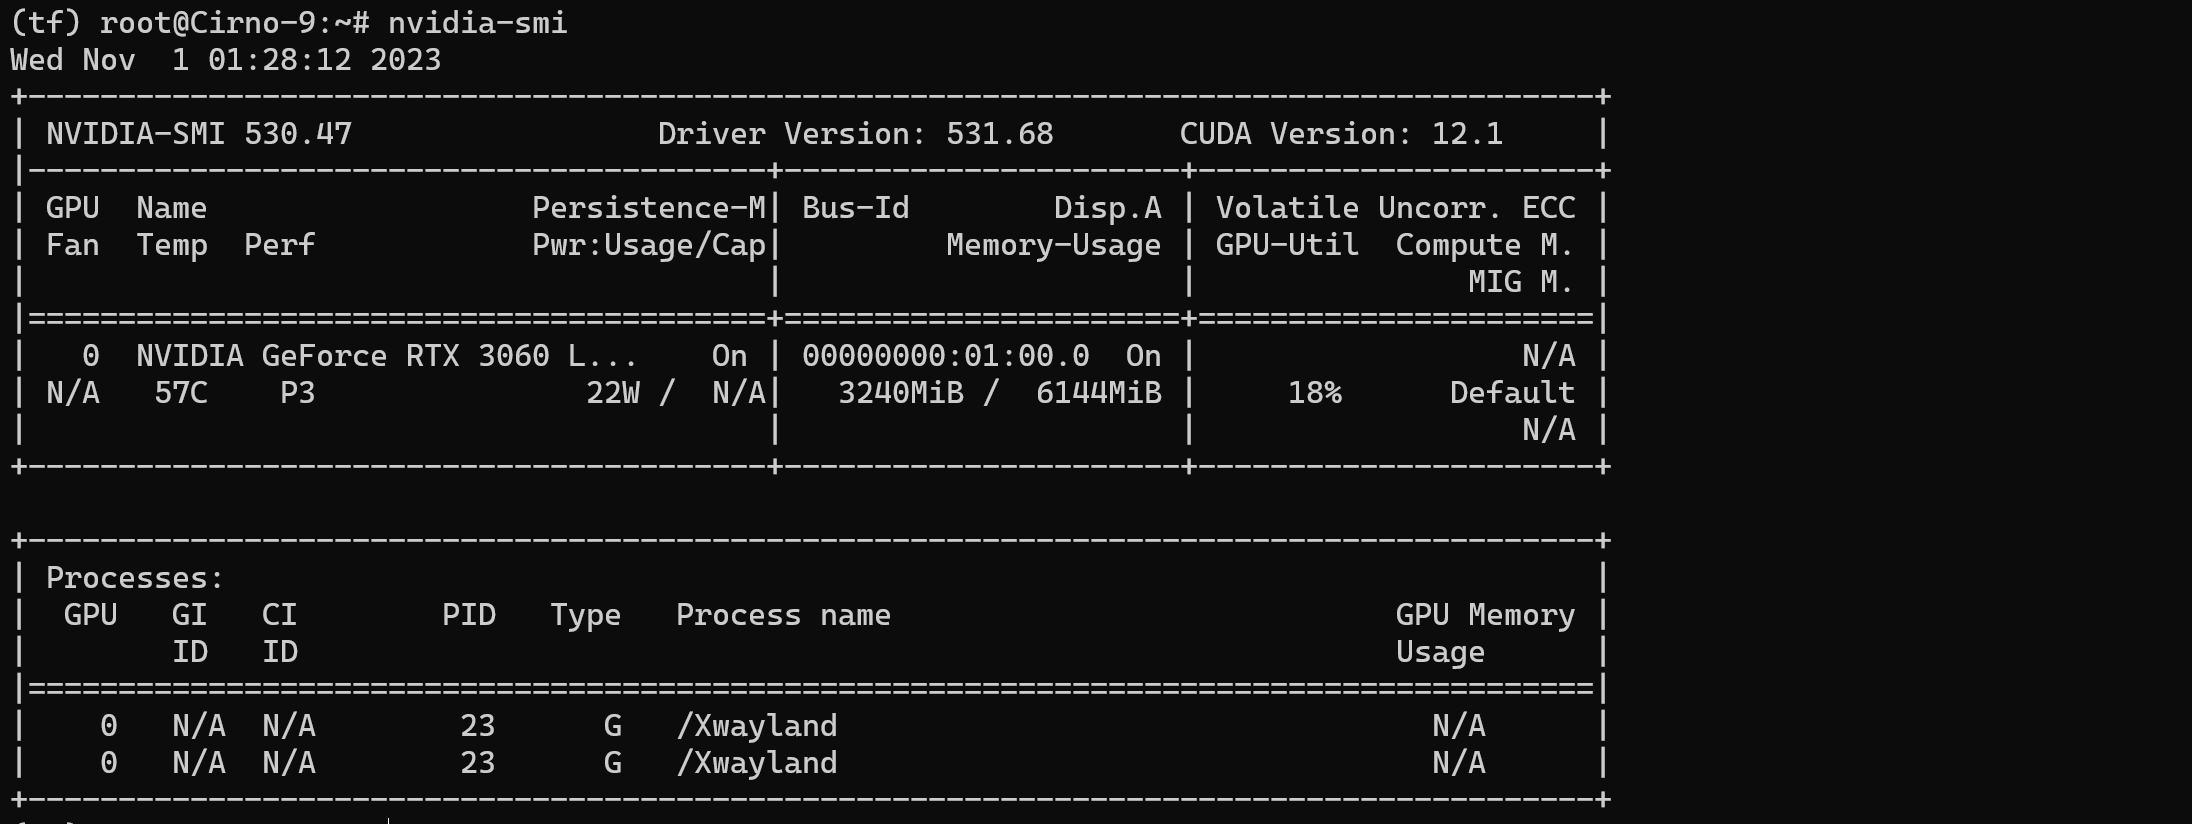 (tf) root@Cirno-9:~# nvidia-smi
Wed Nov  1 01:28:12 2023
+---------------------------------------------------------------------------------------+
| NVIDIA-SMI 530.47                 Driver Version: 531.68       CUDA Version: 12.1     |
|-----------------------------------------+----------------------+----------------------+
| GPU  Name                  Persistence-M| Bus-Id        Disp.A | Volatile Uncorr. ECC |
| Fan  Temp  Perf            Pwr:Usage/Cap|         Memory-Usage | GPU-Util  Compute M. |
|                                         |                      |               MIG M. |
|=========================================+======================+======================|
|   0  NVIDIA GeForce RTX 3060 L...    On | 00000000:01:00.0  On |                  N/A |
| N/A   57C    P3               22W /  N/A|   3240MiB /  6144MiB |     18%      Default |
|                                         |                      |                  N/A |
+-----------------------------------------+----------------------+----------------------+
+---------------------------------------------------------------------------------------+
| Processes:                                                                            |
|  GPU   GI   CI        PID   Type   Process name                            GPU Memory |
|        ID   ID                                                             Usage      |
|=======================================================================================|
|    0   N/A  N/A        23     G   /Xwayland                                 N/A      |
|    0   N/A  N/A        23     G   /Xwayland                                 N/A      |
+---------------------------------------------------------------------------------------+